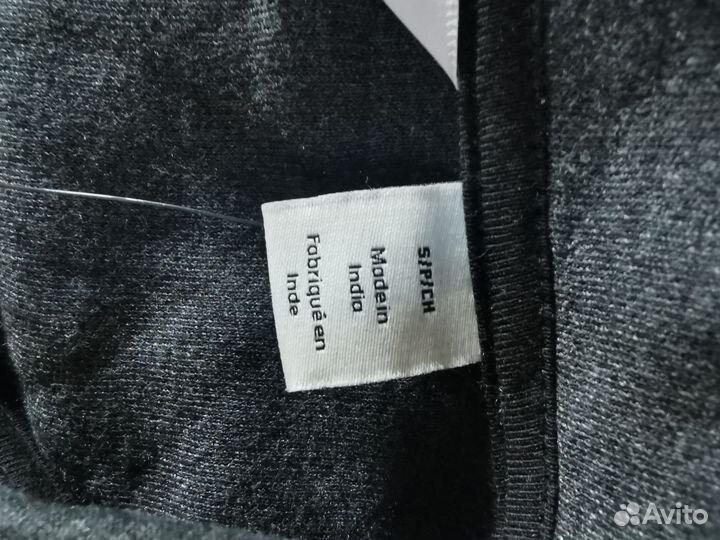 S/P/CH
Made in
India
Fabriqué en
Inde
Avito